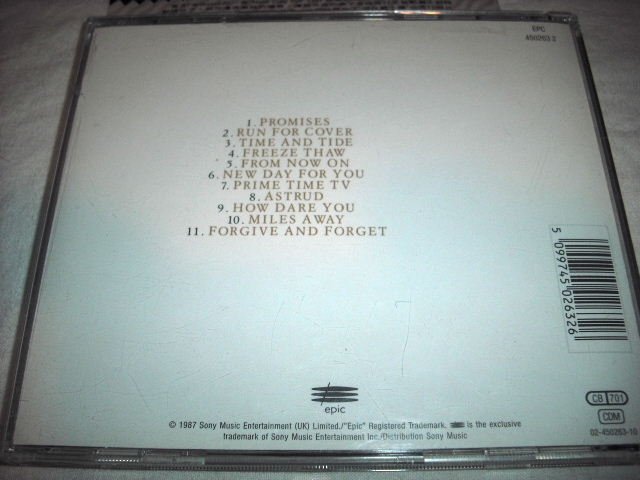 EPC
450263 2
1. PROMISES
2. RUN FOR COVER
3. TIME AND TIDE
4. FREEZE THAW
5. FROM NOW ON
6. NEW DAY FOR YOU
7. PRIME TIME TV
8. ASTRUD
9. HOW DARE YOU
10. MILES AWAY
11. FORGIVE AND FORGET
5 099745 026326
epic
CB 701
CDM
02-450263-10
© 1987 Sony Music Entertainment (UK) Limited./"Epic" Registered Trademark. is the exclusive
trademark of Sony Music Entertainment Inc./Distribution Sony Music